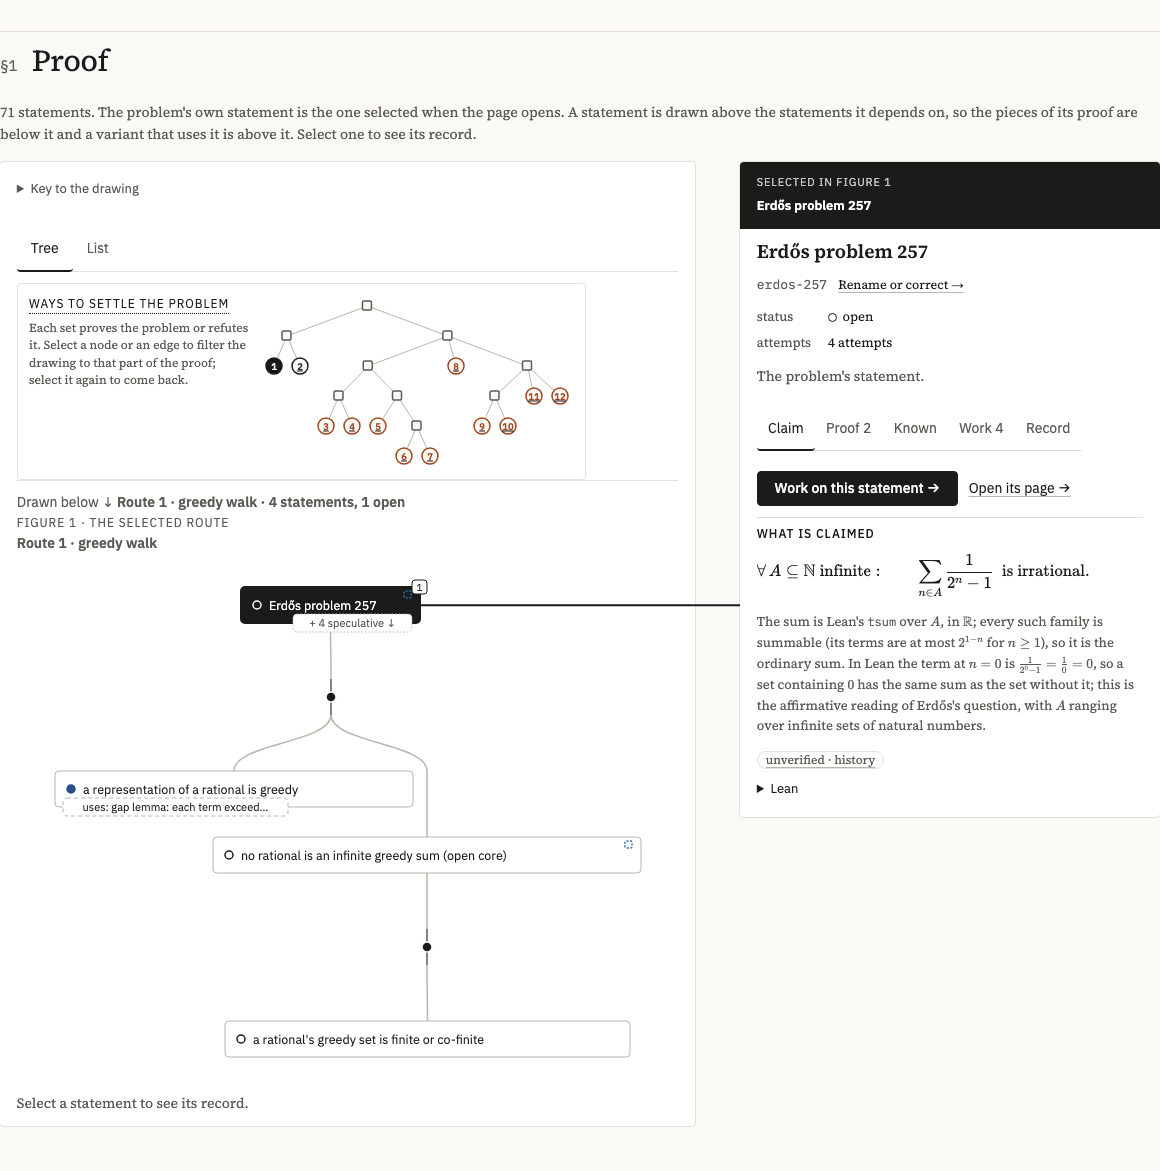 §1 Proof
71 statements. The problem's own statement is the one selected when the page opens. A statement is drawn above the statements it depends on, so the pieces of its proof are
below it and a variant that uses it is above it. Select one to see its record.
▶ Key to the drawing
Tree List
WAYS TO SETTLE THE PROBLEM
Each set proves the problem or refutes
it. Select a node or an edge to filter the
drawing to that part of the proof;
select it again to come back.
1 2 8
11 12
3 4 5 9 10
6 7
Drawn below ↓ Route 1 · greedy walk · 4 statements, 1 open
FIGURE 1 · THE SELECTED ROUTE
Route 1 · greedy walk
1
Erdős problem 257
+ 4 speculative ↓
a representation of a rational is greedy
uses: gap lemma: each term exceed...
no rational is an infinite greedy sum (open core)
a rational's greedy set is finite or co-finite
Select a statement to see its record.
SELECTED IN FIGURE 1
Erdős problem 257
Erdős problem 257
erdos-257 Rename or correct →
status open
attempts 4 attempts
The problem's statement.
Claim Proof 2 Known Work 4 Record
Work on this statement → Open its page →
WHAT IS CLAIMED
∀ A ⊆ ℕ infinite : ∑_{n∈A} 1/(2^n − 1) is irrational.
The sum is Lean's tsum over A, in ℝ; every such family is
summable (its terms are at most 2^{1−n} for n ≥ 1), so it is the
ordinary sum. In Lean the term at n = 0 is 1/(2^0−1) = 1/0 = 0, so a
set containing 0 has the same sum as the set without it; this is
the affirmative reading of Erdős's question, with A ranging
over infinite sets of natural numbers.
unverified · history
▶ Lean